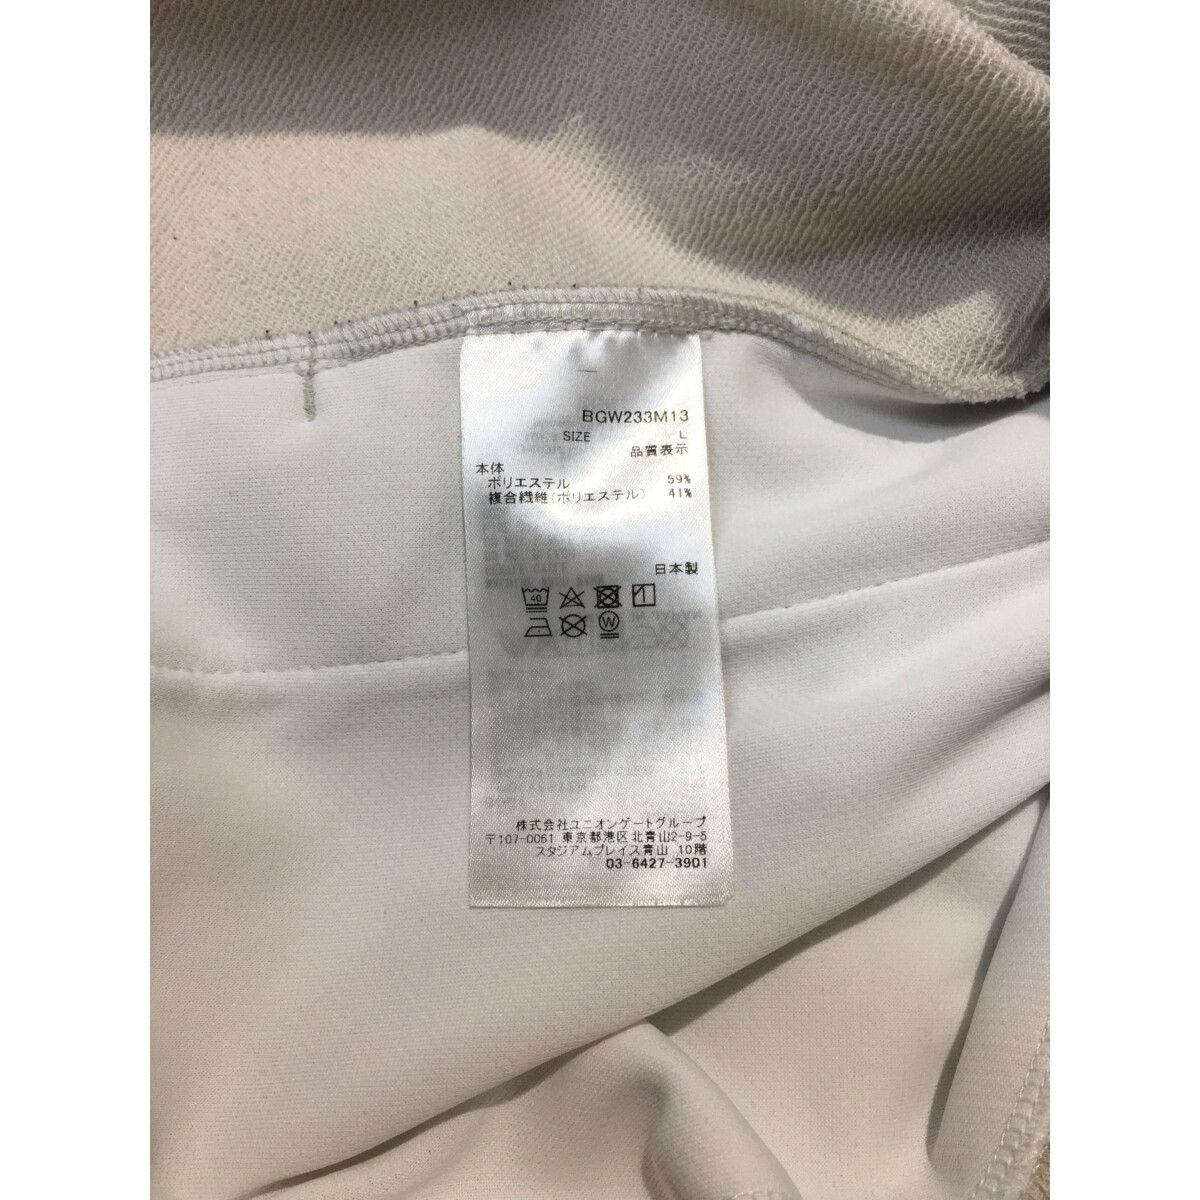 BGW233M13
SIZE L
品質表示
本体
ポリエステル 59%
複合繊維(ポリエステル) 41%
日本製
40
W
株式会社ユニオンゲートグループ
〒107-0061 東京都港区北青山2-9-5
スタジアムプレイス青山 10階
03-6427-3901